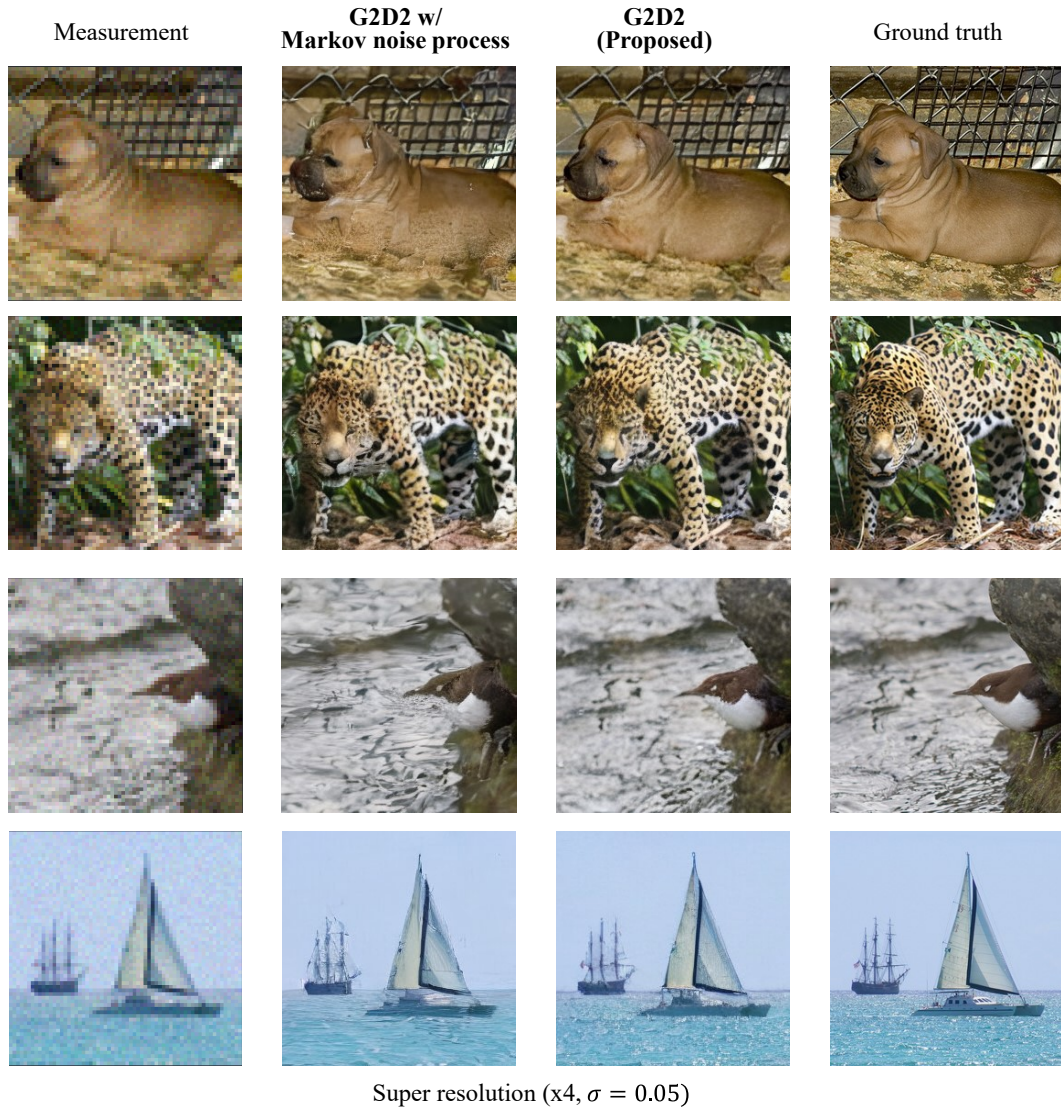 Measurement
G2D2 w/
Markov noise process
G2D2
(Proposed)
Ground truth
Super resolution (x4, 𝜎 = 0.05)